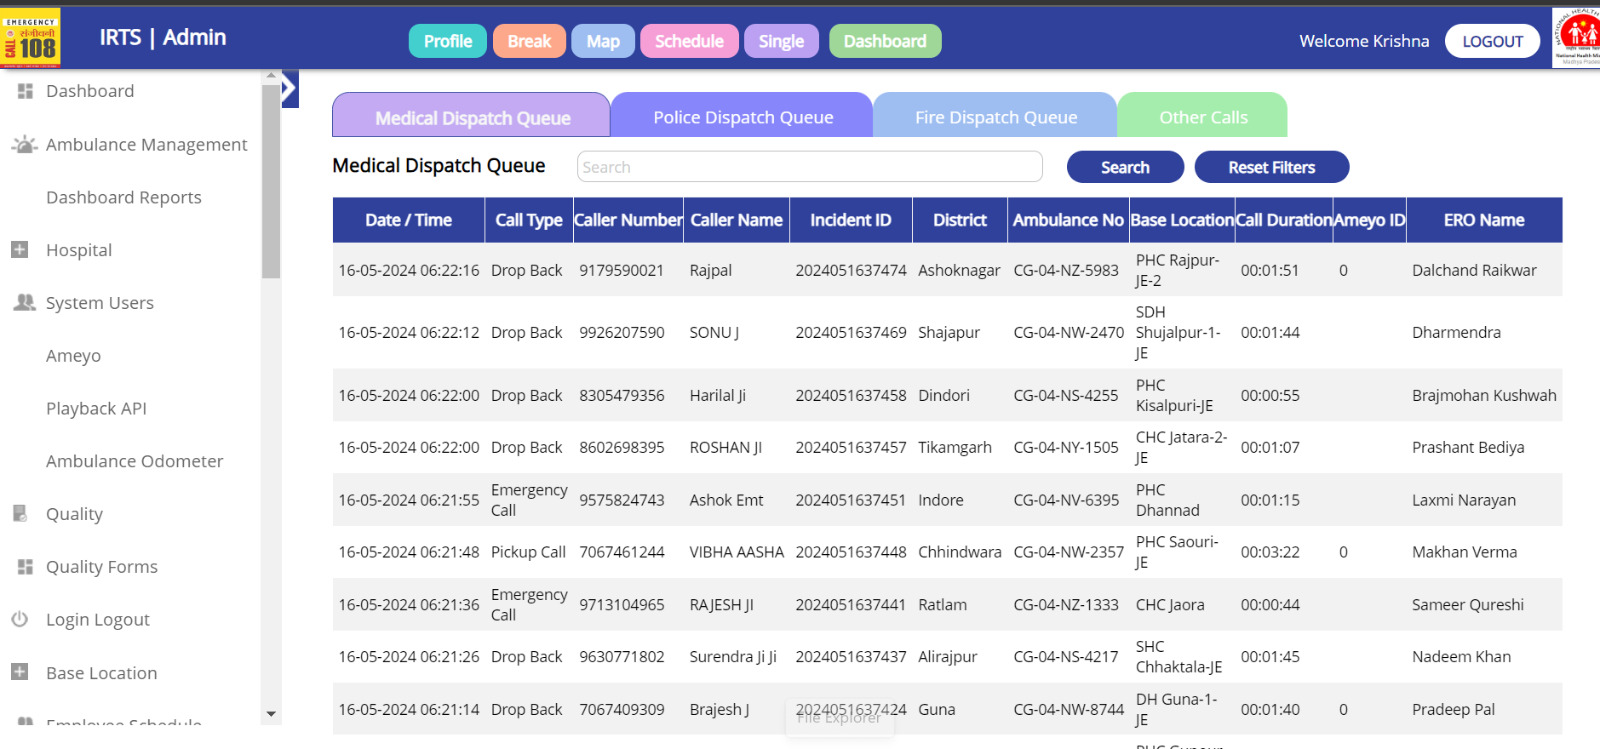 EMERGENCY
संजीवनी
CALL 108
IRTS | Admin
Profile Break Map Schedule Single Dashboard
Welcome Krishna LOGOUT
NATIONAL HEALTH
National Health
Dashboard
Ambulance Management
Dashboard Reports
Hospital
System Users
Ameyo
Playback API
Ambulance Odometer
Quality
Quality Forms
Login Logout
Base Location
Employee Schedule
Medical Dispatch Queue Police Dispatch Queue Fire Dispatch Queue Other Calls
Medical Dispatch Queue Search Search Reset Filters
Date / Time Call Type Caller Number Caller Name Incident ID District Ambulance No Base Location Call Duration Ameyo ID ERO Name
16-05-2024 06:22:16 Drop Back 9179590021 Rajpal 2024051637474 Ashoknagar CG-04-NZ-5983 PHC Rajpur-
JE-2 00:01:51 0 Dalchand Raikwar
16-05-2024 06:22:12 Drop Back 9926207590 SONU J 2024051637469 Shajapur CG-04-NW-2470 SDH
Shujalpur-1-
JE 00:01:44 Dharmendra
16-05-2024 06:22:00 Drop Back 8305479356 Harilal Ji 2024051637458 Dindori CG-04-NS-4255 PHC
Kisalpuri-JE 00:00:55 Brajmohan Kushwah
16-05-2024 06:22:00 Drop Back 8602698395 ROSHAN JI 2024051637457 Tikamgarh CG-04-NY-1505 CHC Jatara-2-
JE 00:01:07 Prashant Bediya
16-05-2024 06:21:55 Emergency
Call 9575824743 Ashok Emt 2024051637451 Indore CG-04-NV-6395 PHC
Dhannad 00:01:15 Laxmi Narayan
16-05-2024 06:21:48 Pickup Call 7067461244 VIBHA AASHA 2024051637448 Chhindwara CG-04-NW-2357 PHC Saouri-
JE 00:03:22 0 Makhan Verma
16-05-2024 06:21:36 Emergency
Call 9713104965 RAJESH JI 2024051637441 Ratlam CG-04-NZ-1333 CHC Jaora 00:00:44 Sameer Qureshi
16-05-2024 06:21:26 Drop Back 9630771802 Surendra Ji Ji 2024051637437 Alirajpur CG-04-NS-4217 SHC
Chhaktala-JE 00:01:45 Nadeem Khan
16-05-2024 06:21:14 Drop Back 7067409309 Brajesh J 2024051637424 Guna CG-04-NW-8744 DH Guna-1-
JE 00:01:40 0 Pradeep Pal
File Explorer